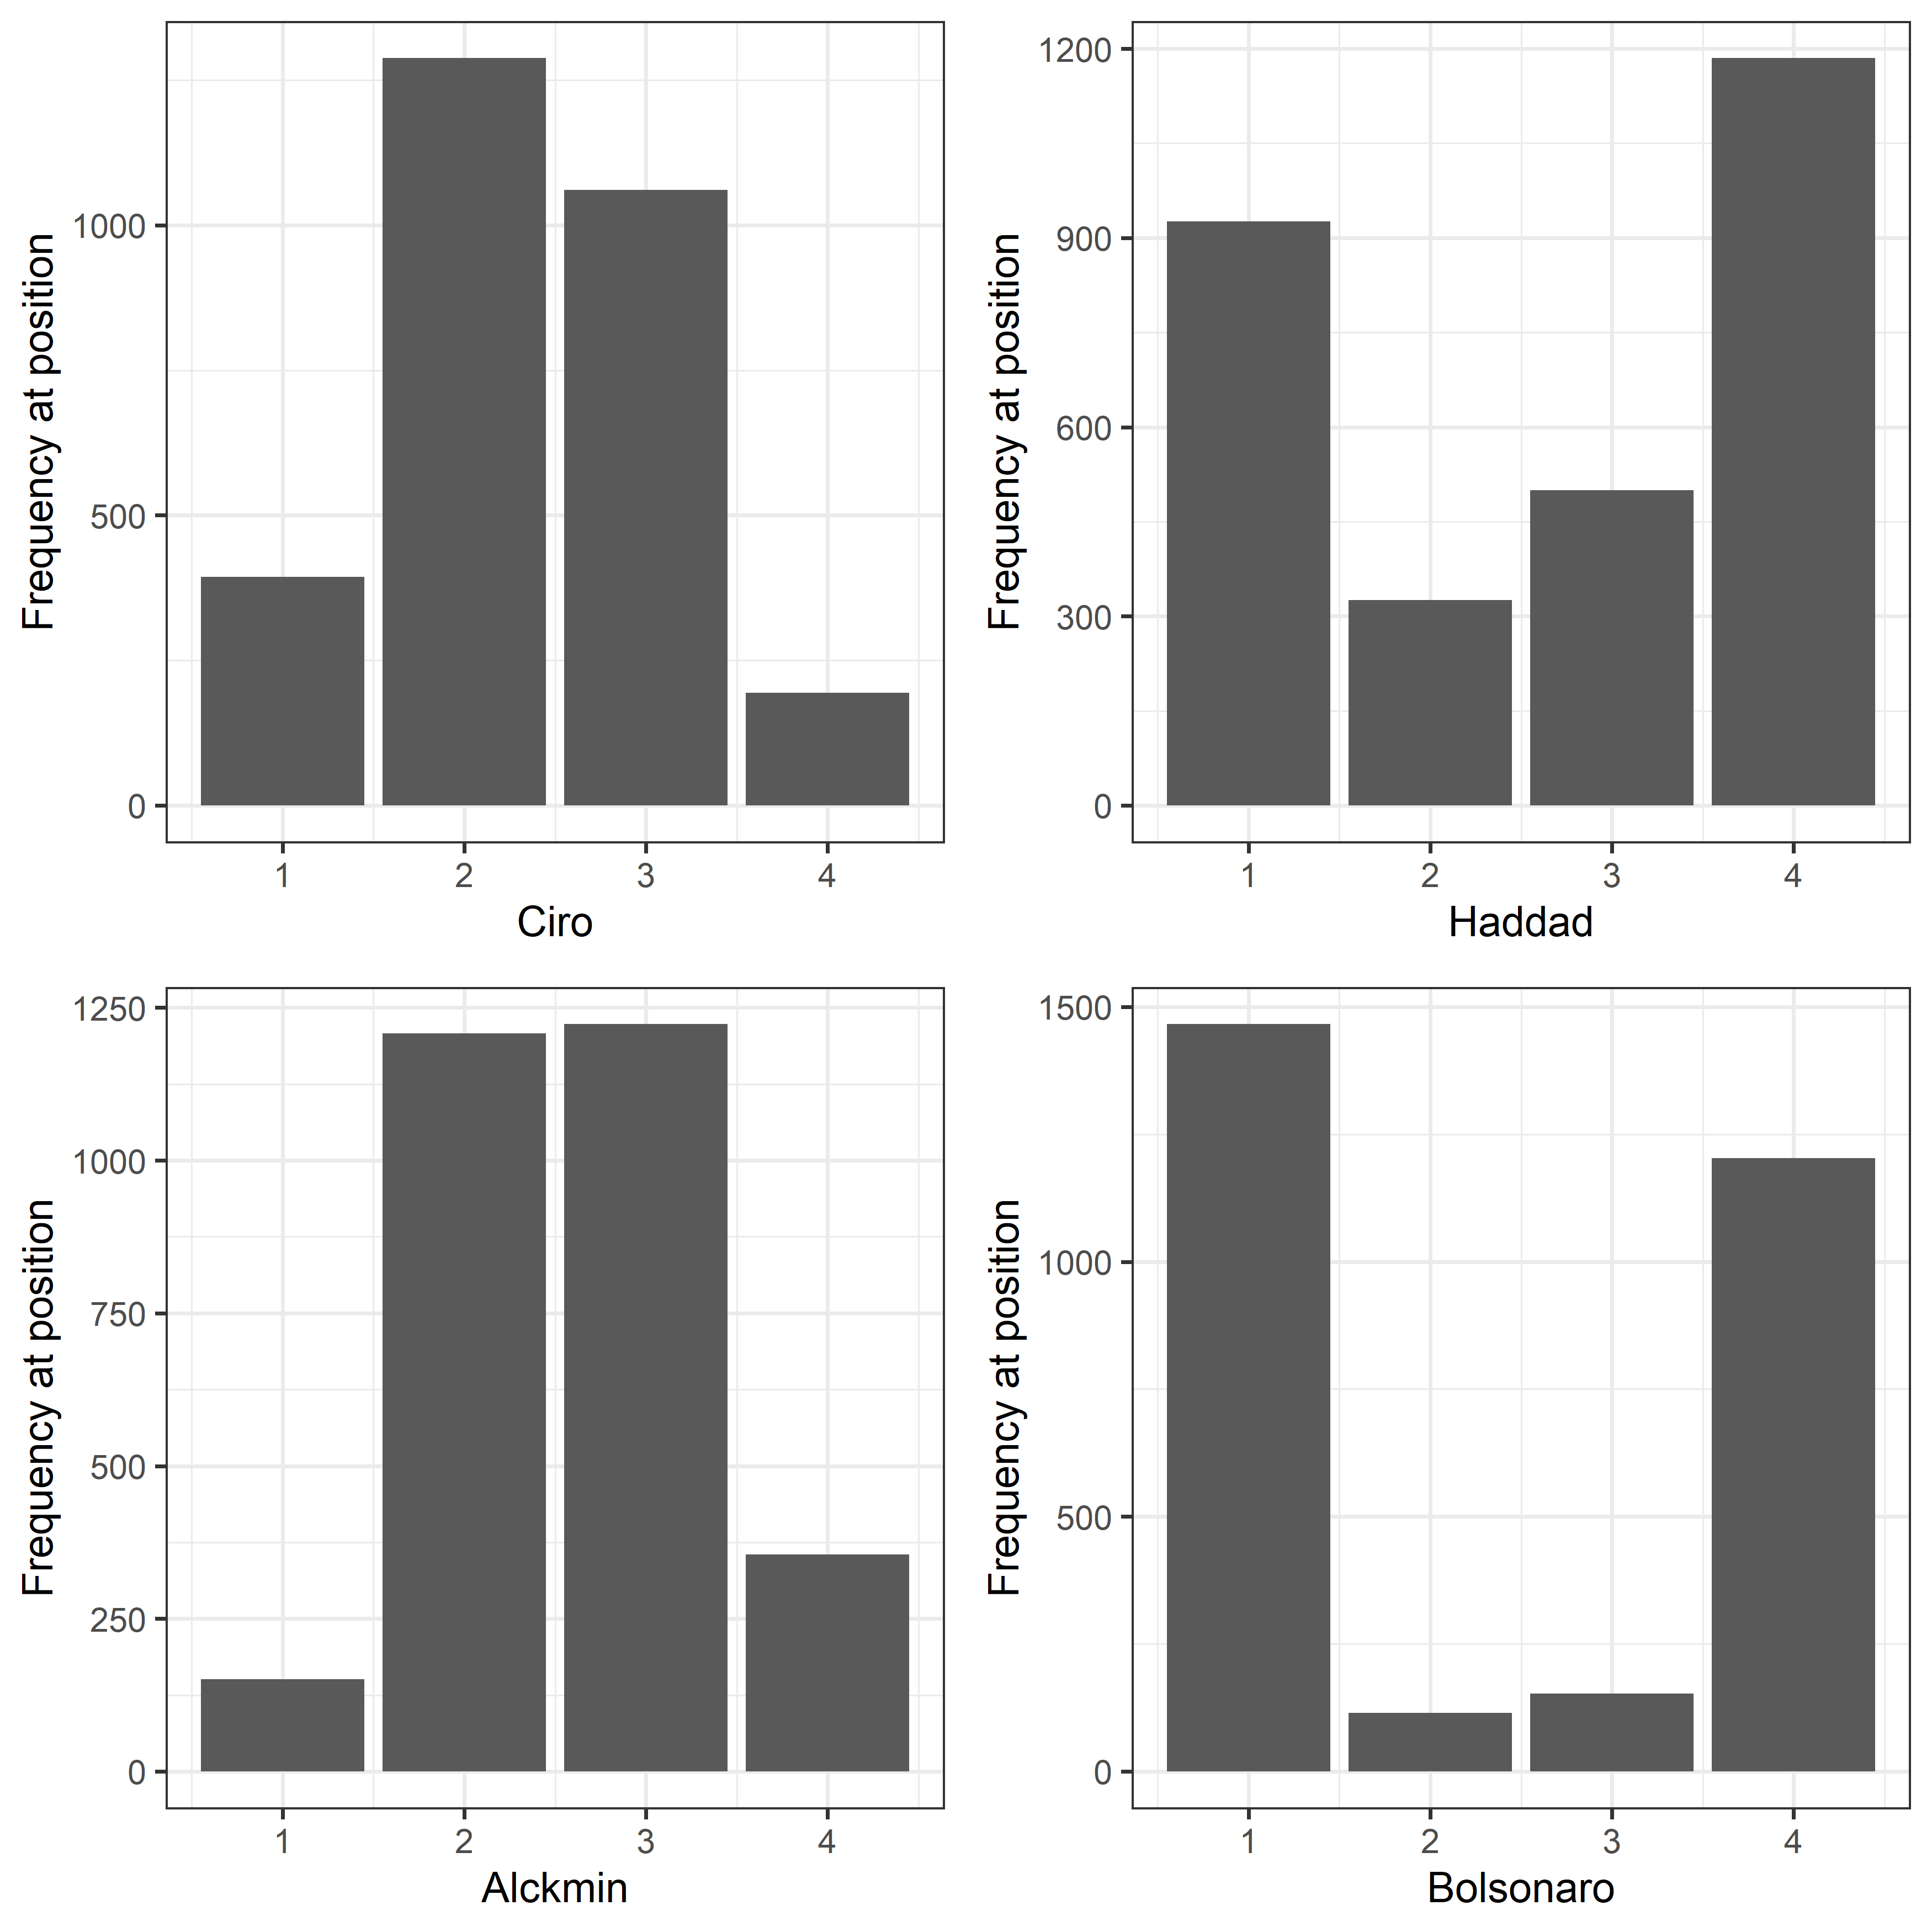 Frequency at position
1000
500
0
1 2 3 4
Ciro
Frequency at position
1200
900
600
300
0
1 2 3 4
Haddad
Frequency at position
1250
1000
750
500
250
0
1 2 3 4
Alckmin
Frequency at position
1500
1000
500
0
1 2 3 4
Bolsonaro